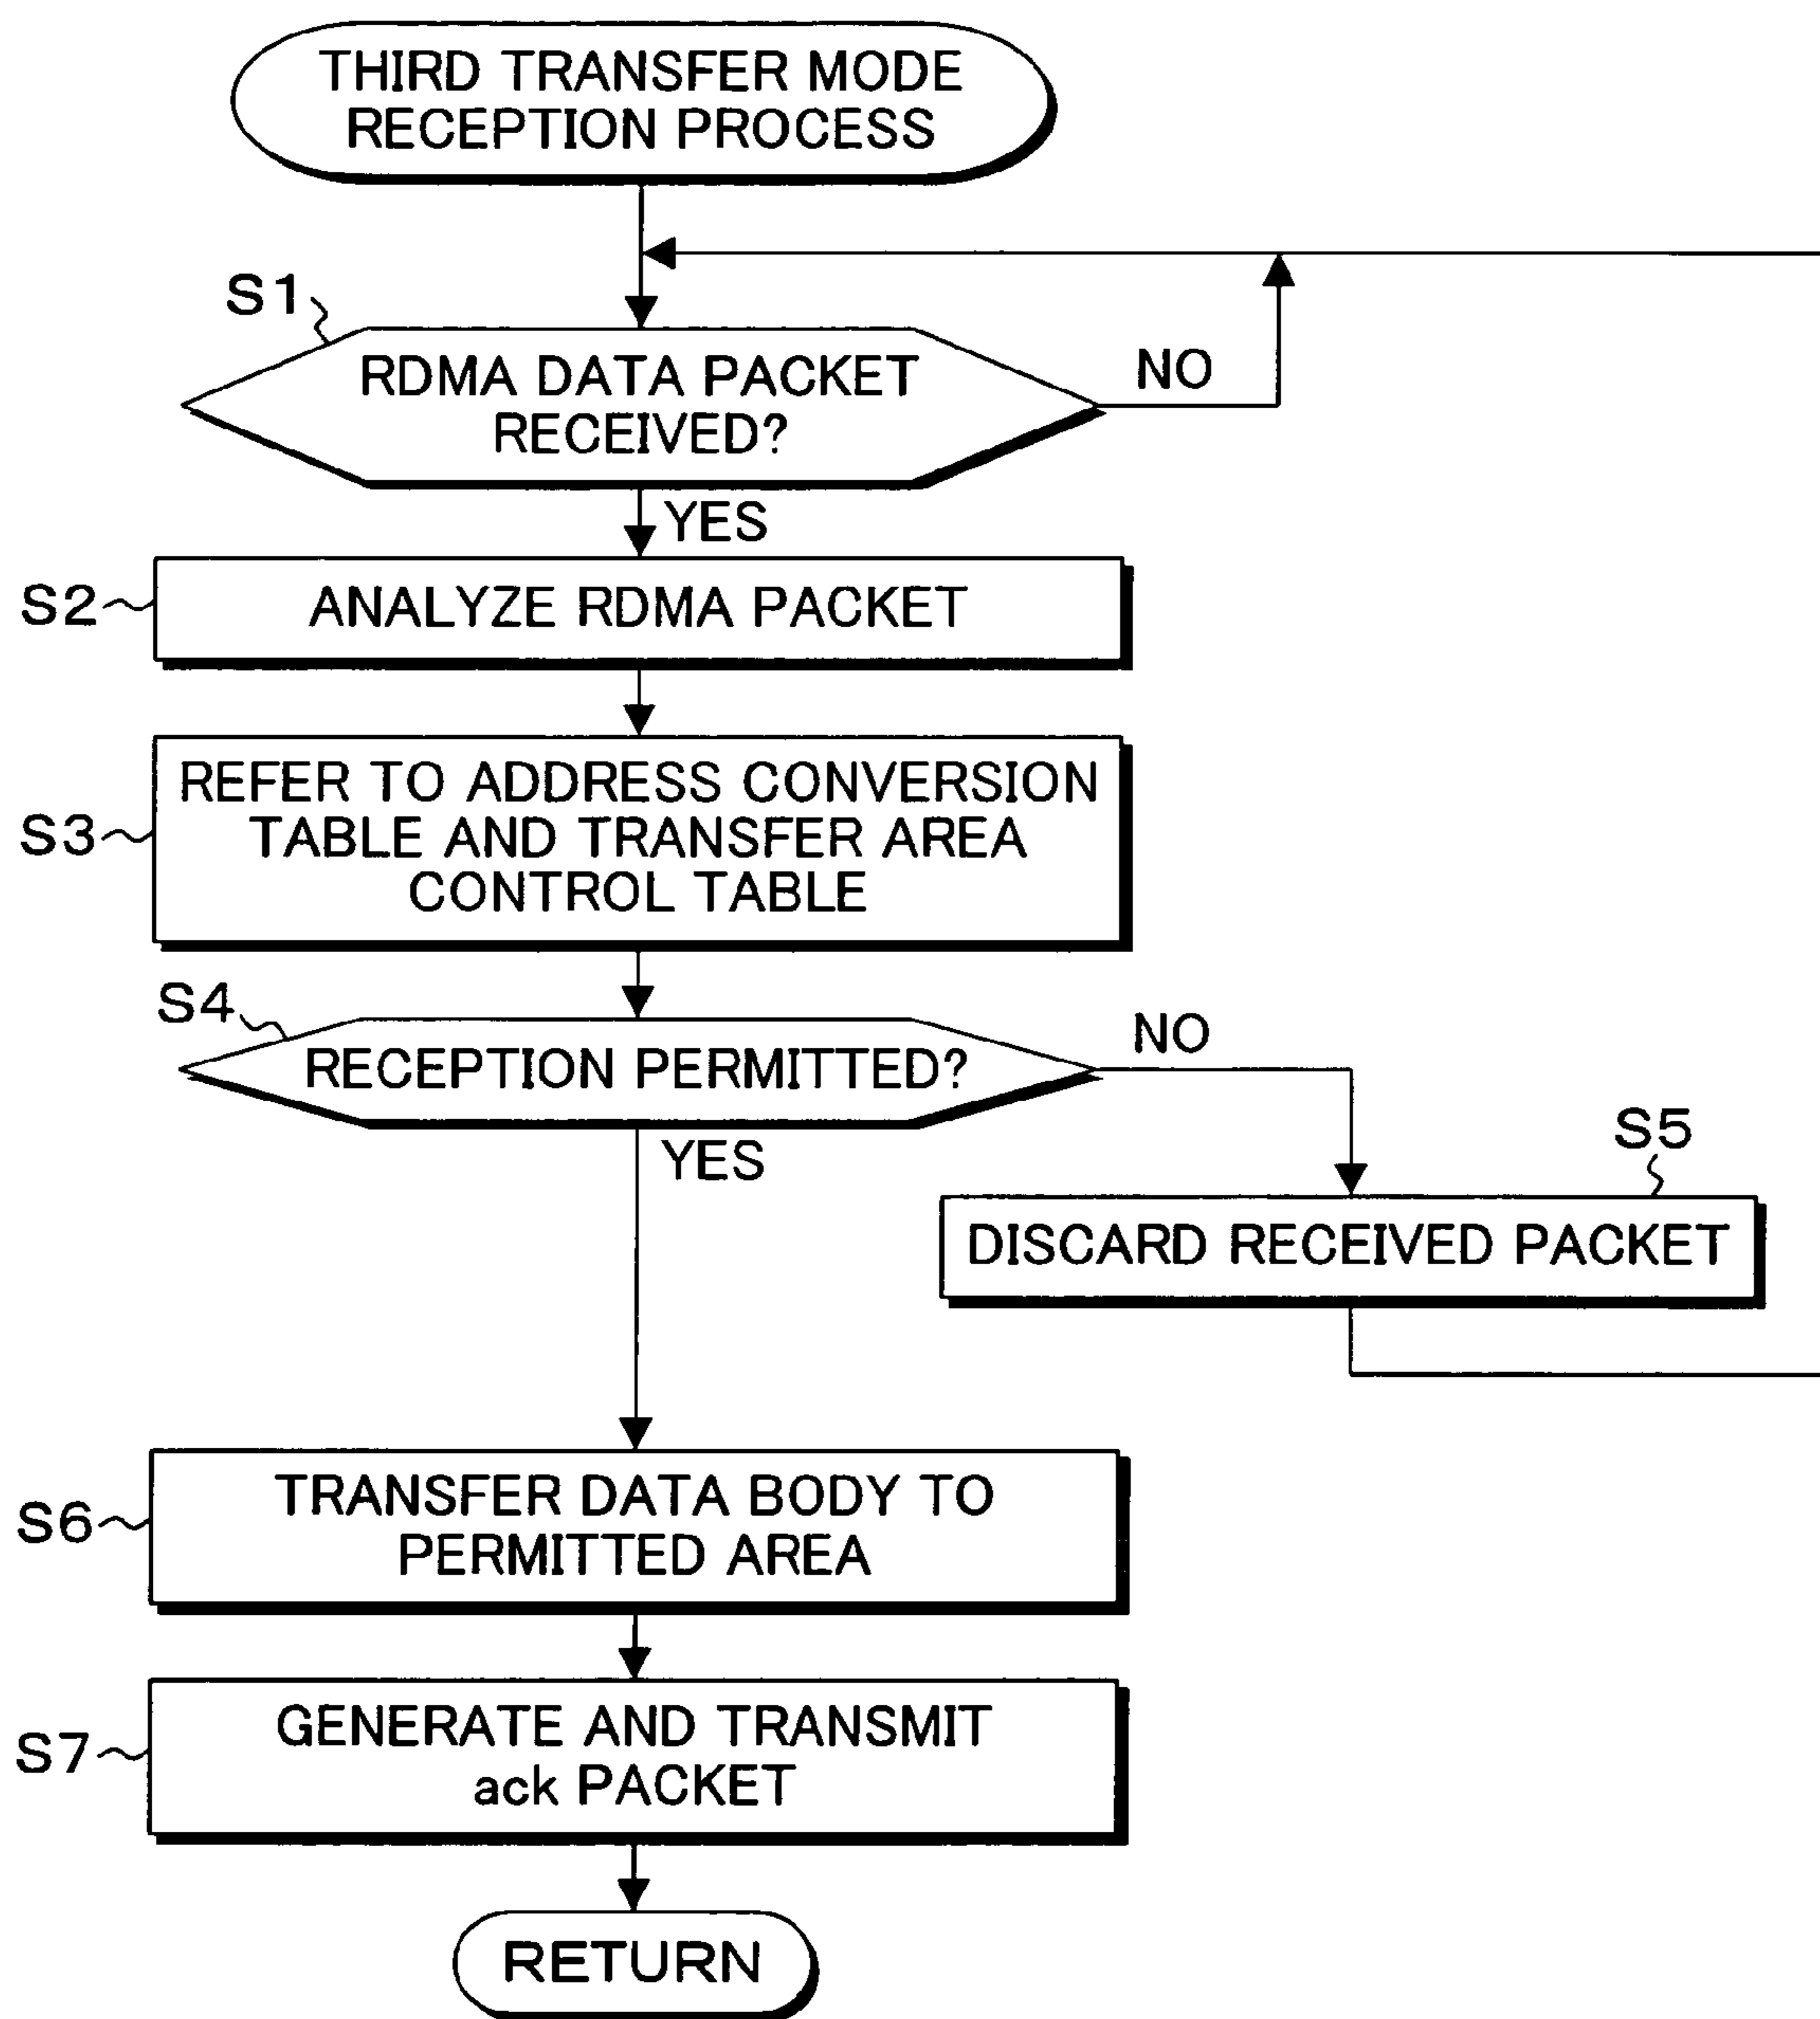 THIRD TRANSFER MODE
RECEPTION PROCESS
S1
RDMA DATA PACKET
RECEIVED?
NO
YES
S2
ANALYZE RDMA PACKET
S3
REFER TO ADDRESS CONVERSION
TABLE AND TRANSFER AREA
CONTROL TABLE
S4
RECEPTION PERMITTED?
NO
YES
S5
DISCARD RECEIVED PACKET
S6
TRANSFER DATA BODY TO
PERMITTED AREA
S7
GENERATE AND TRANSMIT
ack PACKET
RETURN